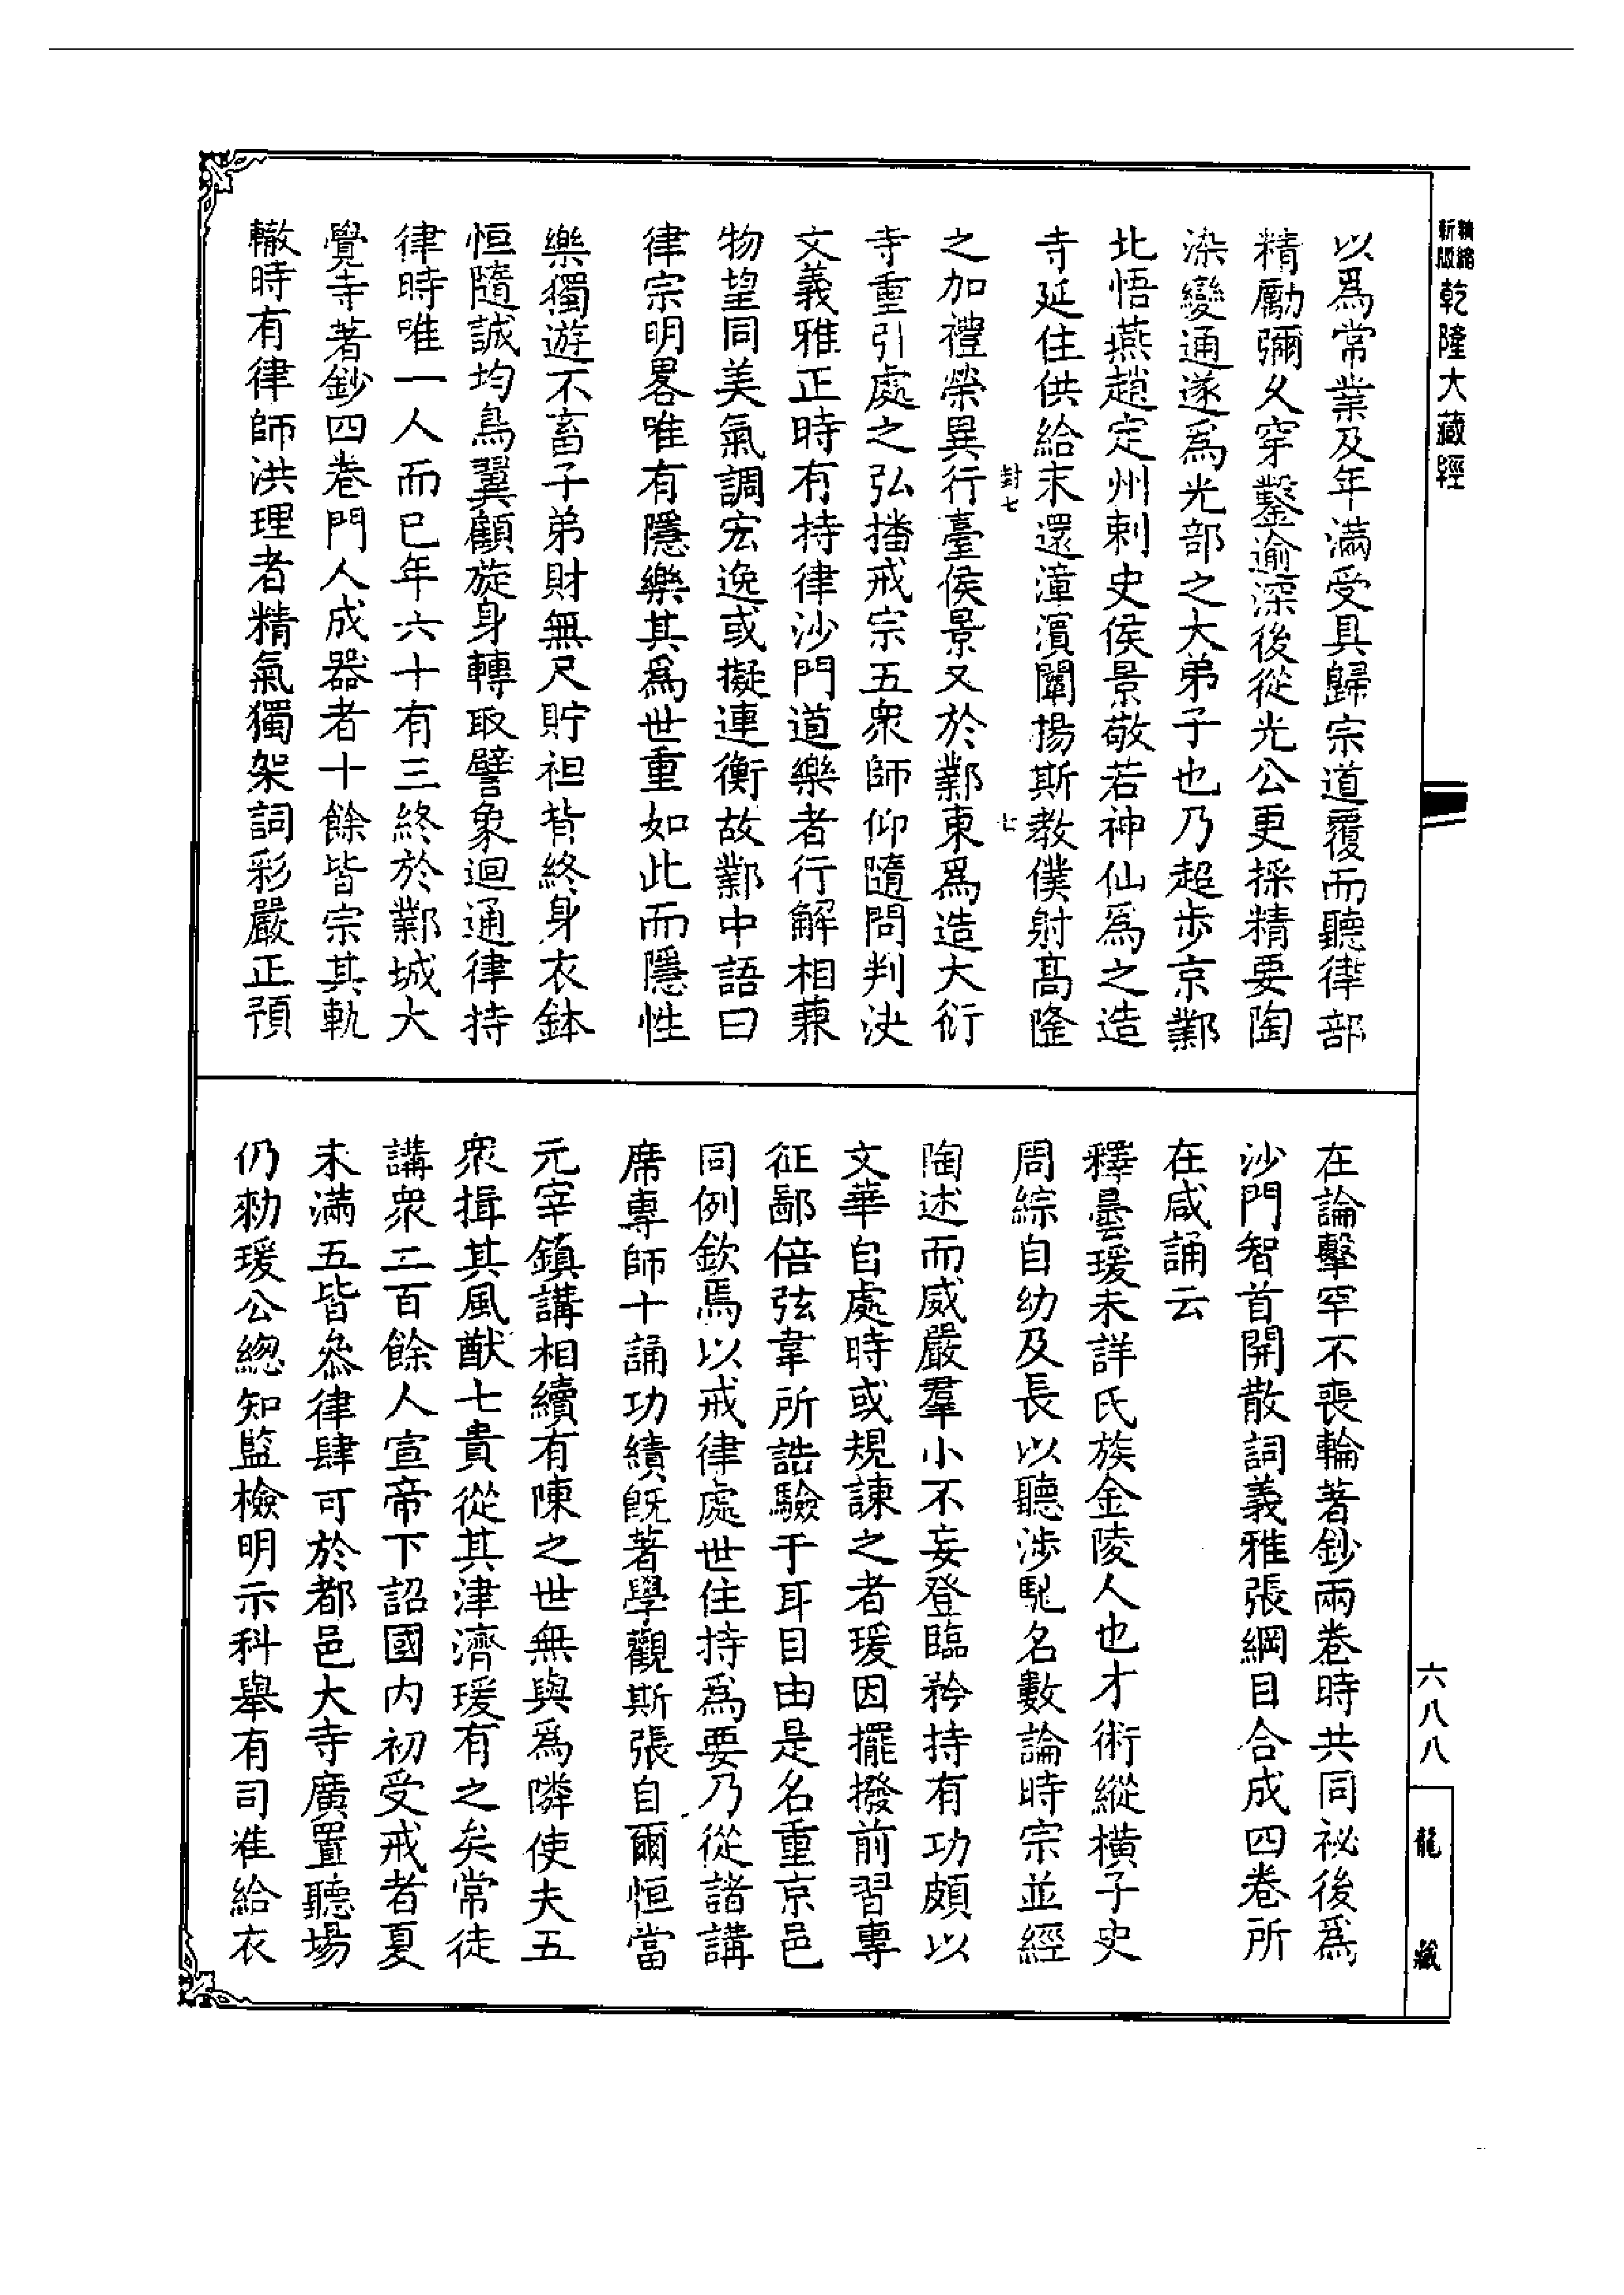 精縮新版乾隆大藏經
以爲常業及年滿受具歸宗道覆而聽律部
精勵彌久穿鑿逾深後從光公更採精要陶
染變通遂爲光部之大弟子也乃超步京鄴
北悟燕趙定州刺史侯景敬若神仙爲之造
寺延住供給末還漳濱闡揚斯教僕射高隆
封七 七
之加禮榮異行臺侯景又於鄴東爲造大衍
寺重引處之弘播戒宗五衆師仰隨問判決
文義雅正時有持律沙門道樂者行解相兼
物望同美氣調宏逸或擬連衡故鄴中語曰
律宗明畧唯有隱樂其爲世重如此而隱性
樂獨遊不畜子弟財無尺貯袒背終身衣鉢
恒隨誠均鳥翼顧旋身轉取譬象迴通律持
律時唯一人而已年六十有三終於鄴城大
覺寺著鈔四卷門人成器者十餘皆宗其軌
轍時有律師洪理者精氣獨架詞彩嚴正預
在論擊罕不喪輪著鈔兩卷時共同祕後爲
沙門智首開散詞義雅張綱目合成四卷所
在咸誦云
釋曇瑗未詳氏族金陵人也才術縱橫子史
周綜自幼及長以聽涉馳名數論時宗並經
陶述而威嚴羣小不妄登臨矜持有功頗以
文華自處時或規諫之者瑗因擺撥前習專
征鄙倍弦韋所誥驗于耳目由是名重京邑
同例欽焉以戒律處世住持爲要乃從諸講
席專師十誦功績旣著學觀斯張自爾恒當
元宰鎮講相續有陳之世無與爲隣使夫五
衆揖其風猷七貴從其津濟瑗有之矣常徒
講衆二百餘人宣帝下詔國內初受戒者夏
未滿五皆叅律肆可於都邑大寺廣置聽場
仍勅瑗公總知監檢明示科舉有司准給衣
六八八
龍藏